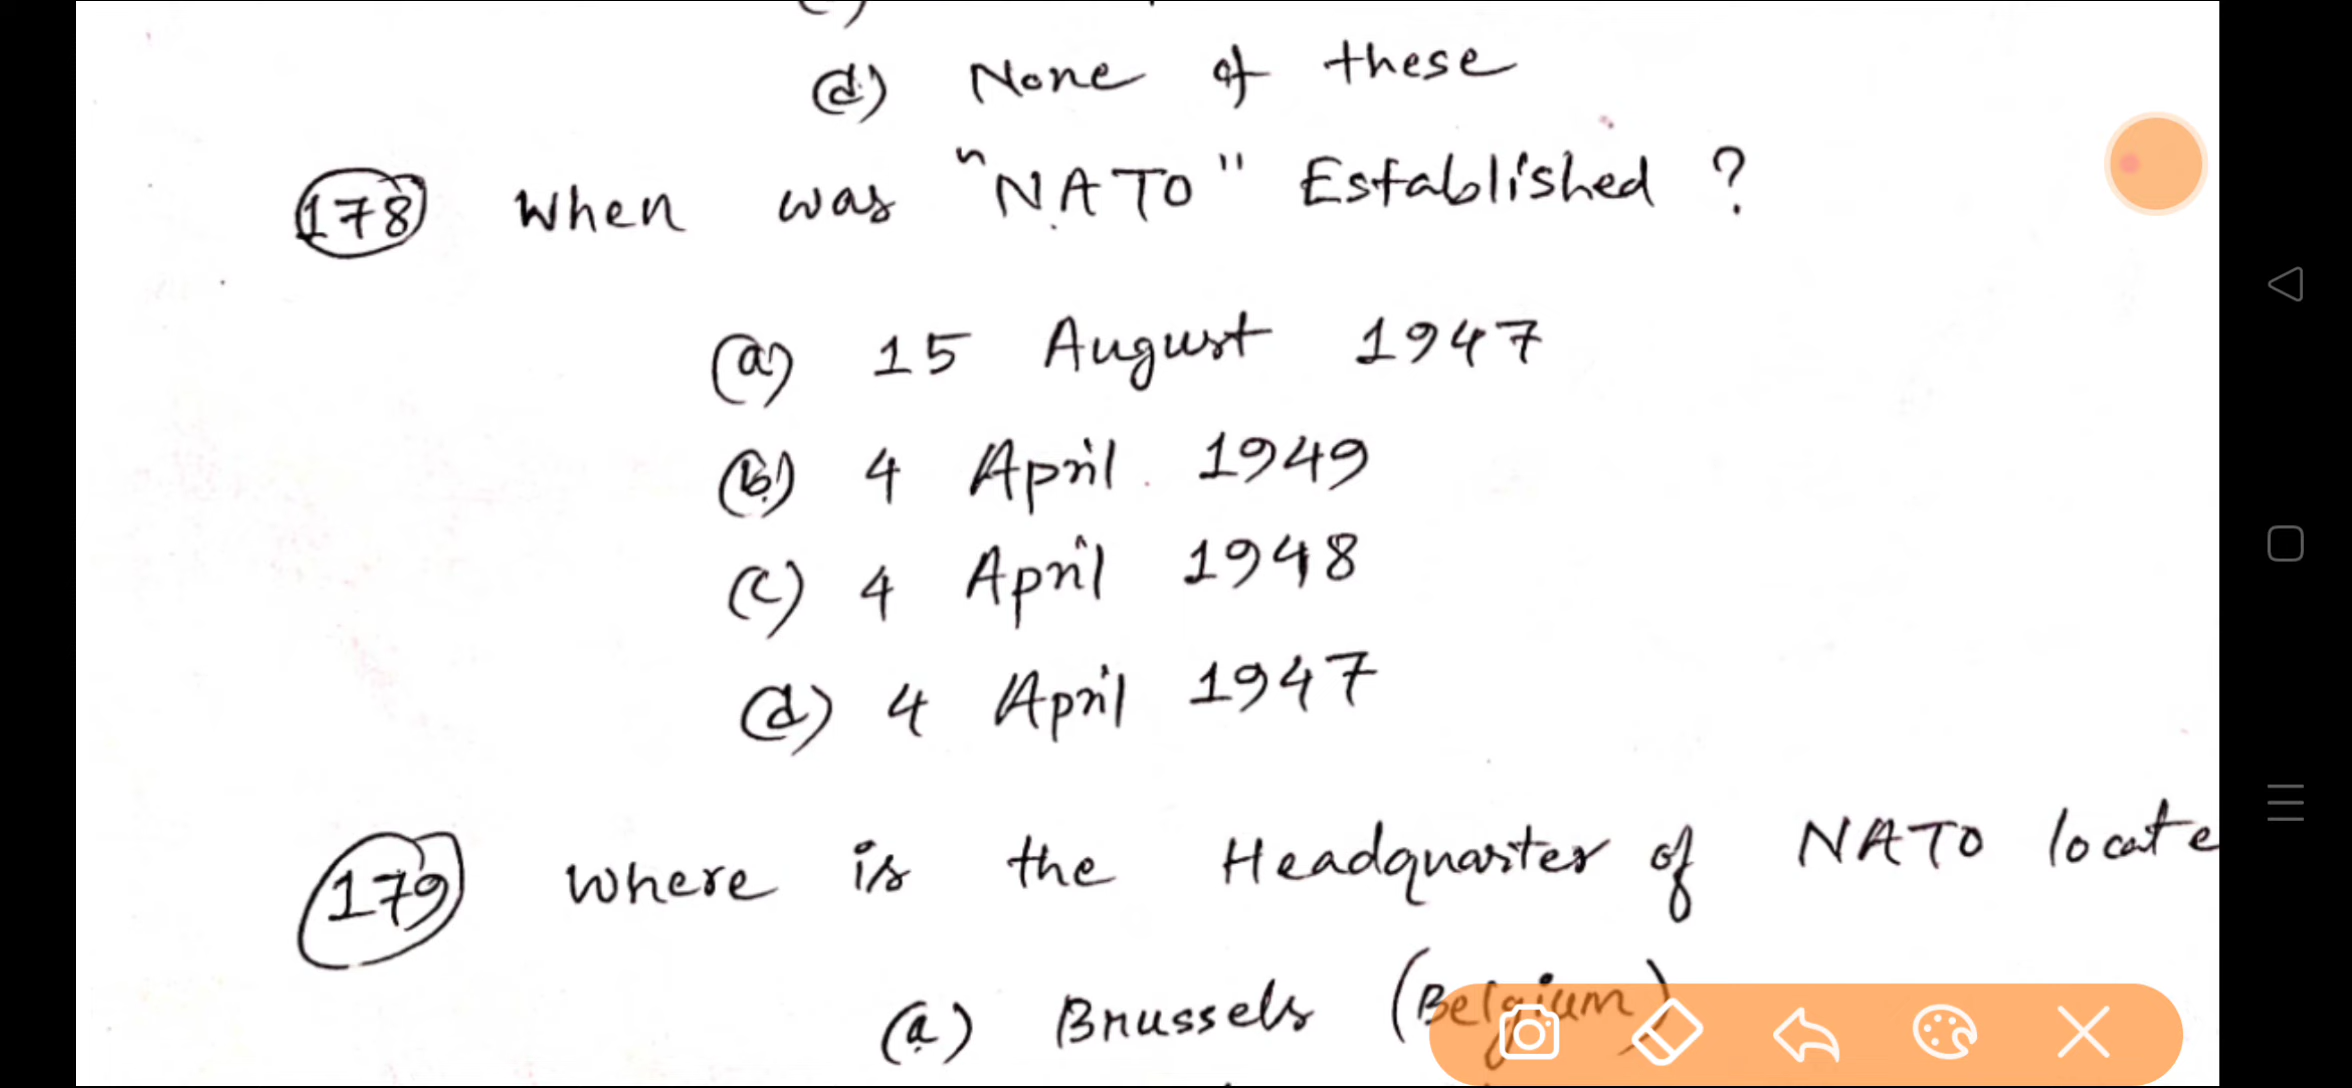 (d) None of these
(178) When was "NATO" Established ?
(a) 15 August 1947
(b) 4 April 1949
(c) 4 April 1948
(d) 4 April 1947
(179) Where is the Headquarter of NATO locate
(a) Brussels (Belgium)